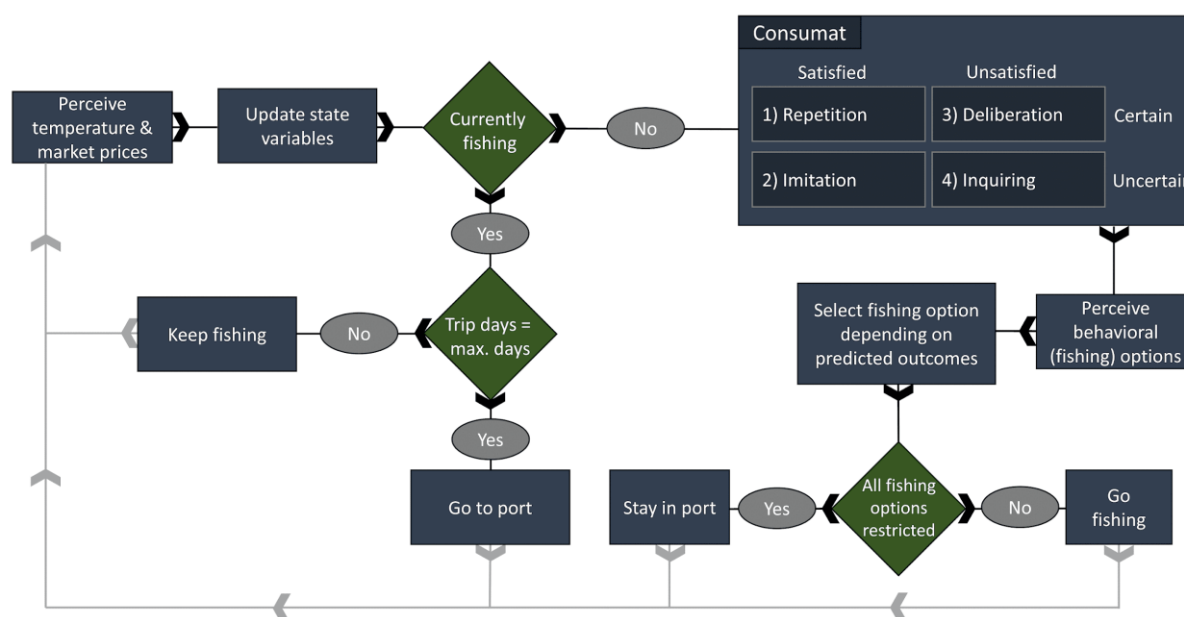 Consumat
Satisfied
Unsatisfied
Perceive
temperature &
market prices
Update state
variables
Currently
fishing
No
1) Repetition
3) Deliberation
Certain
2) Imitation
4) Inquiring
Uncertain
Yes
Keep fishing
No
Trip days =
max. days
Select fishing option
depending on
predicted outcomes
Perceive
behavioral
(fishing) options
Yes
Go to port
Stay in port
Yes
All fishing
options
restricted
No
Go
fishing